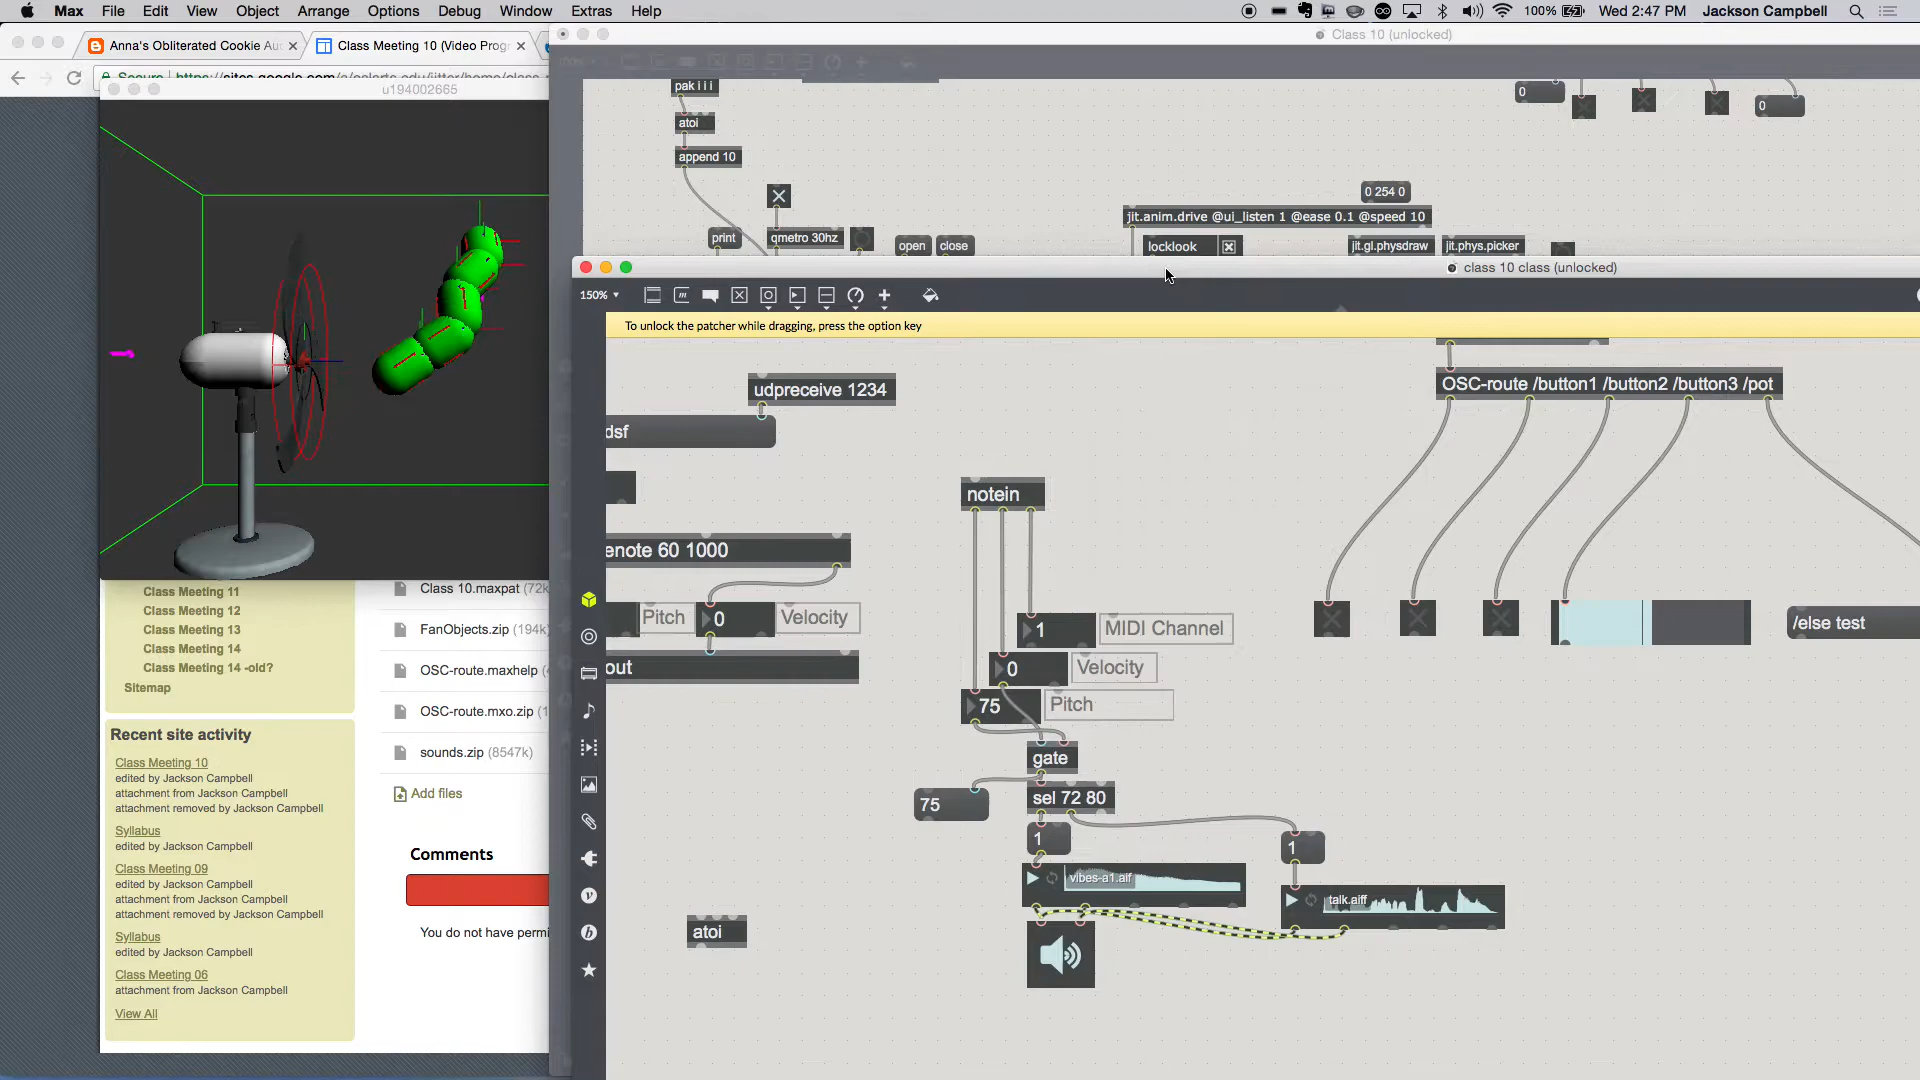 Max File Edit View Object Arrange Options Debug Window Extras Help
100% Wed 2:47 PM Jackson Campbell
Anna's Obliterated Cookie Au
Class Meeting 10 (Video Prog
Class 10 (unlocked)
u194002665
pak i i i
0
0
atoi
append 10
0 254 0
jit.anim.drive @ui_listen 1 @ease 0.1 @speed 10
print
qmetro 30hz
open
close
locklook
jit.gl.physdraw
jit.phys.picker
class 10 class (unlocked)
150%
To unlock the patcher while dragging, press the option key
udpreceive 1234
OSC-route /button1 /button2 /button3 /pot
dsf
notein
enote 60 1000
Pitch
0
Velocity
1
MIDI Channel
/else test
out
0
Velocity
75
Pitch
gate
75
sel 72 80
1
1
vibes-a1.aif
talk.aiff
atoi
Class Meeting 11
Class Meeting 12
Class Meeting 13
Class Meeting 14
Class Meeting 14 -old?
Sitemap
Recent site activity
Class Meeting 10
edited by Jackson Campbell
attachment from Jackson Campbell
attachment removed by Jackson Campbell
Syllabus
edited by Jackson Campbell
Class Meeting 09
edited by Jackson Campbell
attachment from Jackson Campbell
attachment removed by Jackson Campbell
Syllabus
edited by Jackson Campbell
Class Meeting 06
attachment from Jackson Campbell
View All
Class 10.maxpat (72k
FanObjects.zip (194k)
OSC-route.maxhelp
OSC-route.mxo.zip (1
sounds.zip (8547k)
Add files
Comments
You do not have permi